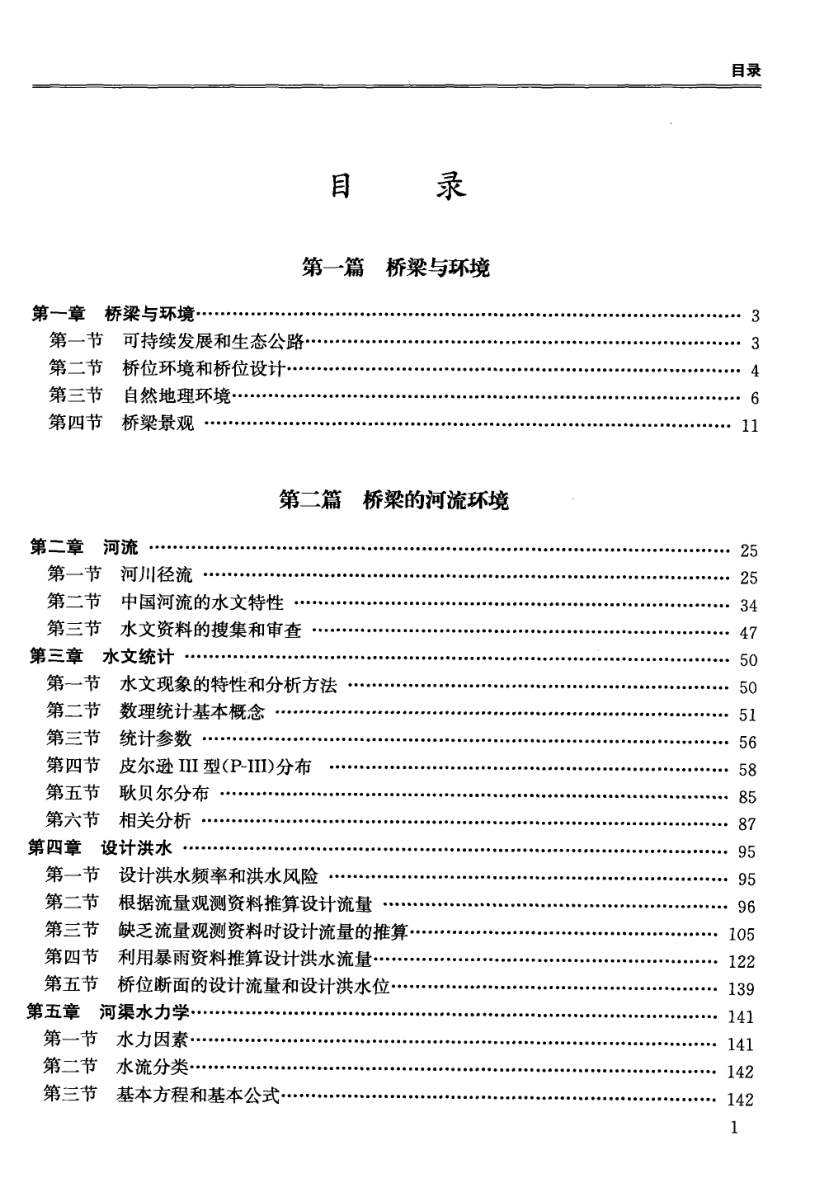 目录
目 录
第一篇 桥梁与环境
第一章 桥梁与环境…… 3
第一节 可持续发展和生态公路…… 3
第二节 桥位环境和桥位设计…… 4
第三节 自然地理环境…… 6
第四节 桥梁景观…… 11
第二篇 桥梁的河流环境
第二章 河流…… 25
第一节 河川径流…… 25
第二节 中国河流的水文特性…… 34
第三节 水文资料的搜集和审查…… 47
第三章 水文统计…… 50
第一节 水文现象的特性和分析方法…… 50
第二节 数理统计基本概念…… 51
第三节 统计参数…… 56
第四节 皮尔逊 III 型(P-III)分布…… 58
第五节 耿贝尔分布…… 85
第六节 相关分析…… 87
第四章 设计洪水…… 95
第一节 设计洪水频率和洪水风险…… 95
第二节 根据流量观测资料推算设计流量…… 96
第三节 缺乏流量观测资料时设计流量的推算…… 105
第四节 利用暴雨资料推算设计洪水流量…… 122
第五节 桥位断面的设计流量和设计洪水位…… 139
第五章 河渠水力学…… 141
第一节 水力因素…… 141
第二节 水流分类…… 142
第三节 基本方程和基本公式…… 142
1